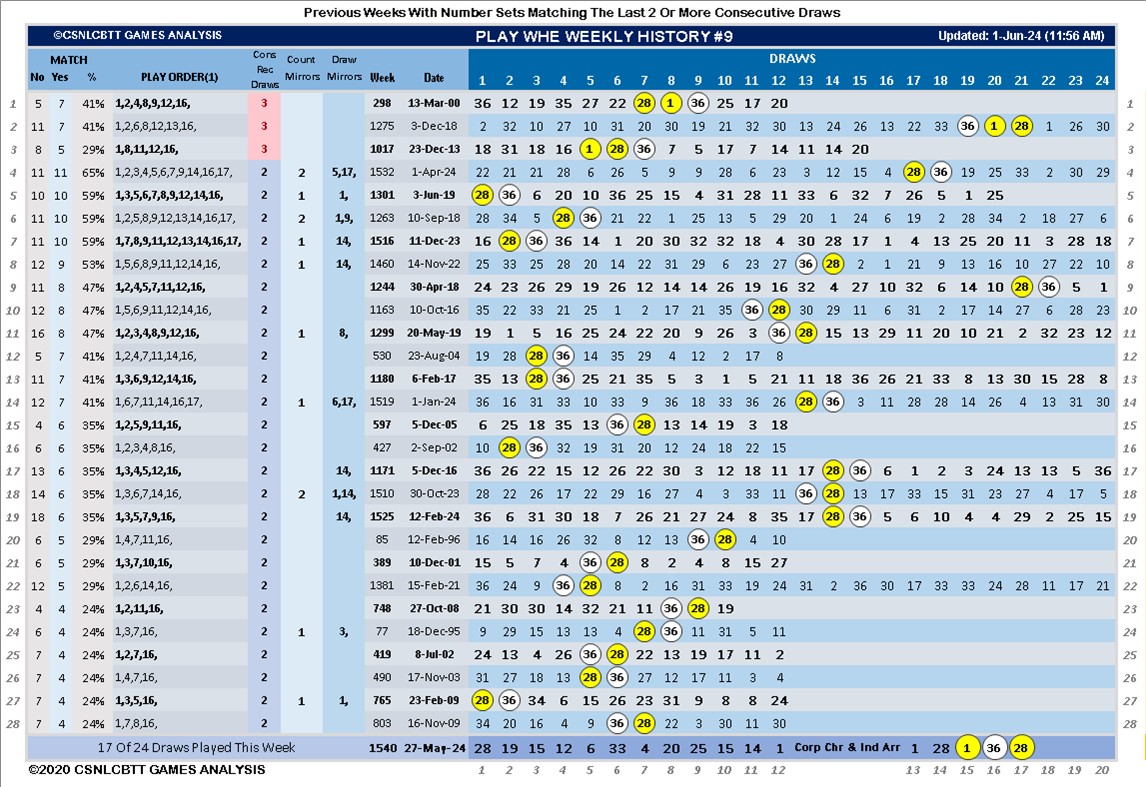 Previous Weeks With Number Sets Matching The Last 2 Or More Consecutive Draws
©CSNLCBTT GAMES ANALYSIS PLAY WHE WEEKLY HISTORY #9 Updated: 1-Jun-24 (11:56 AM)
MATCH Cons Rec Draws Count Mirrors Draw Mirrors DRAWS
No Yes % PLAY ORDER(1) Week Date 1 2 3 4 5 6 7 8 9 10 11 12 13 14 15 16 17 18 19 20 21 22 23 24
1 5 7 41% 1,2,4,8,9,12,16, 3 298 13-Mar-00 36 12 19 35 27 22 28 1 36 25 17 20 1
2 11 7 41% 1,2,6,8,12,13,16, 3 1275 3-Dec-18 2 32 10 27 10 31 20 30 19 21 32 30 13 24 26 13 22 33 36 1 28 1 26 30 2
3 8 5 29% 1,8,11,12,16, 3 1017 23-Dec-13 18 31 18 16 1 28 36 7 5 17 7 14 11 14 20 3
4 11 11 65% 1,2,3,4,5,6,7,9,14,16,17, 2 2 5,17, 1532 1-Apr-24 22 21 21 28 6 26 5 9 9 28 6 23 3 12 15 4 28 36 19 25 33 2 30 29 4
5 10 10 59% 1,3,5,6,7,8,9,12,14,16, 2 1 1, 1301 3-Jun-19 28 36 6 20 10 36 25 15 4 31 28 11 33 6 32 7 26 5 1 25 5
6 11 10 59% 1,2,5,8,9,12,13,14,16,17, 2 2 1,9, 1263 10-Sep-18 28 34 5 28 36 21 22 1 25 13 5 29 20 1 24 6 19 2 28 34 2 18 27 6 6
7 11 10 59% 1,7,8,9,11,12,13,14,16,17, 2 1 14, 1516 11-Dec-23 16 28 36 36 14 1 20 30 32 32 18 4 30 28 17 1 4 13 25 20 11 3 28 18 7
8 12 9 53% 1,5,6,8,9,11,12,14,16, 2 1 14, 1460 14-Nov-22 25 33 25 28 20 14 22 31 29 6 23 27 36 28 2 1 21 9 13 16 10 27 22 10 8
9 11 8 47% 1,2,4,5,7,11,12,16, 2 1244 30-Apr-18 24 23 26 29 19 26 12 14 14 26 19 16 32 4 27 10 32 6 14 10 28 36 5 1 9
10 12 8 47% 1,5,6,9,11,12,14,16, 2 1163 10-Oct-16 35 22 33 21 25 1 2 17 21 35 36 28 30 29 11 6 31 2 17 14 27 6 28 23 10
11 16 8 47% 1,2,3,4,8,9,12,16, 2 1 8, 1299 20-May-19 19 1 5 16 25 24 22 20 9 26 3 36 28 15 13 29 11 20 10 21 2 32 23 12 11
12 5 7 41% 1,2,4,7,11,14,16, 2 530 23-Aug-04 19 28 28 36 14 35 29 4 12 2 17 8 12
13 11 7 41% 1,3,6,9,12,14,16, 2 1180 6-Feb-17 35 13 28 36 25 21 35 5 3 1 5 21 11 18 36 26 21 33 8 13 30 15 28 8 13
14 12 7 41% 1,6,7,11,14,16,17, 2 1 6,17, 1519 1-Jan-24 36 16 31 33 10 33 9 36 18 33 36 26 28 36 3 11 28 28 14 26 4 13 31 30 14
15 4 6 35% 1,2,5,9,11,16, 2 597 5-Dec-05 6 25 18 35 13 36 28 13 14 19 3 18 15
16 6 6 35% 1,2,3,4,8,16, 2 427 2-Sep-02 10 28 36 32 19 31 20 12 24 28 22 15 16
17 13 6 35% 1,3,4,5,12,16, 2 14, 1171 5-Dec-16 36 26 22 15 12 26 22 30 3 12 18 11 17 28 36 6 1 2 3 24 13 13 5 36 17
18 14 6 35% 1,3,6,7,14,16, 2 2 1,14, 1510 30-Oct-23 28 22 26 17 22 29 16 27 4 3 33 11 36 28 13 17 33 15 31 23 27 4 17 5 18
19 18 6 35% 1,3,5,7,9,16, 2 14, 1525 12-Feb-24 36 6 31 30 18 7 26 21 27 24 8 35 17 28 36 5 6 10 4 4 29 2 25 15 19
20 6 5 29% 1,4,7,11,16, 2 85 12-Feb-96 16 14 16 26 32 8 12 13 36 28 4 10 20
21 6 5 29% 1,3,7,10,16, 2 389 10-Dec-01 15 5 7 4 36 28 8 2 4 8 15 27 21
22 12 5 29% 1,2,6,14,16, 2 1381 15-Feb-21 36 24 9 36 28 8 2 16 31 33 19 24 31 2 36 30 17 33 33 24 28 11 17 21 22
23 4 4 24% 1,2,11,16, 2 748 27-Oct-08 21 30 30 14 32 21 11 36 28 19 23
24 6 4 24% 1,3,7,16, 2 1 3, 77 18-Dec-95 9 29 15 13 13 4 28 36 11 31 5 11 24
25 7 4 24% 1,2,7,16, 2 419 8-Jul-02 24 13 4 26 36 28 22 13 19 17 11 2 25
26 7 4 24% 1,4,7,16, 2 490 17-Nov-03 31 27 18 13 28 36 27 12 17 11 3 4 26
27 7 4 24% 1,3,5,16, 2 1 1, 765 23-Feb-09 28 36 34 6 15 26 23 31 9 8 8 24 27
28 7 4 24% 1,7,8,16, 2 803 16-Nov-09 34 20 16 4 9 36 28 3 9 30 11 30 28
17 Of 24 Draws Played This Week 1540 27-May-24 28 19 15 12 6 33 4 20 25 15 14 1 Corp Chr & Ind Arr 1 28 1 36 28
©2020 CSNLCBTT GAMES ANALYSIS 1 2 3 4 5 6 7 8 9 10 11 12 13 14 15 16 17 18 19 20